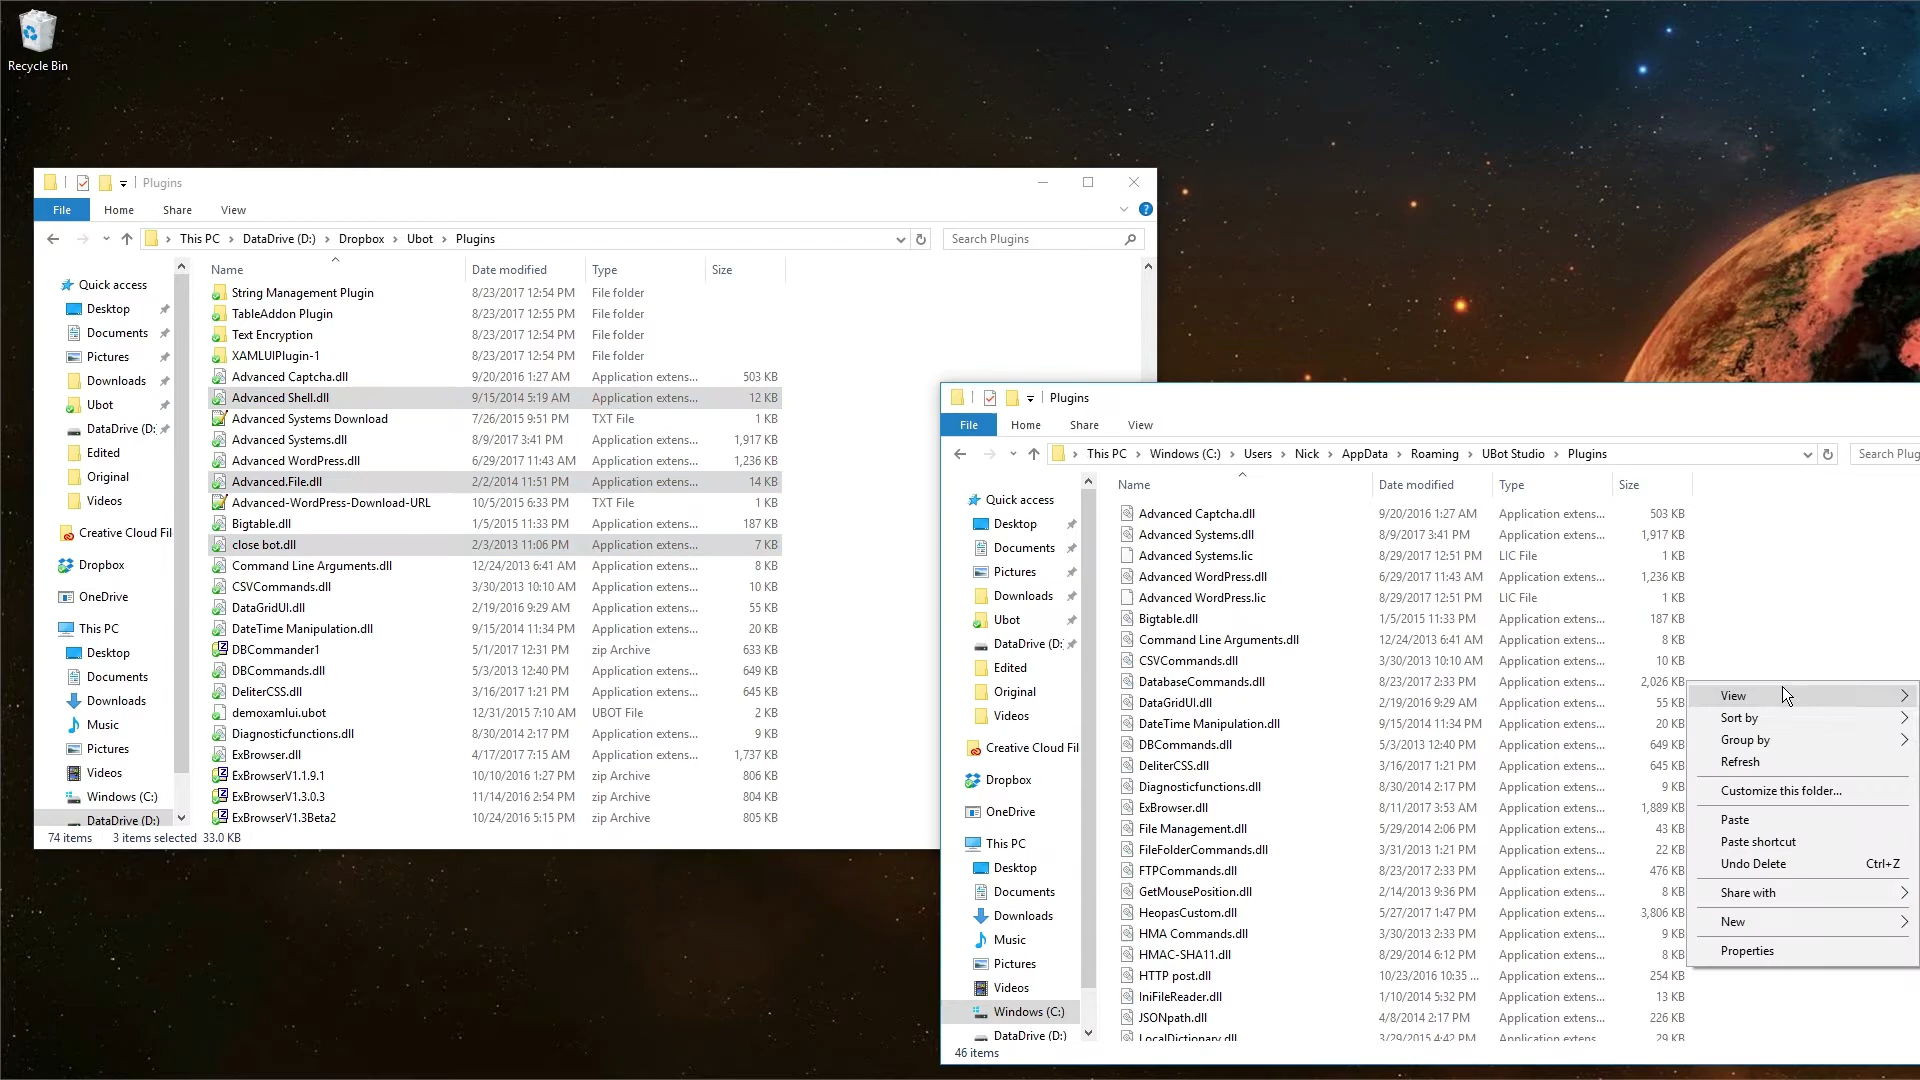 Recycle Bin
Plugins
File Home Share View
This PC DataDrive (D:) Dropbox Ubot Plugins
Search Plugins
Quick access
Desktop
Documents
Pictures
Downloads
Ubot
DataDrive (D:
Edited
Original
Videos
Creative Cloud Fil
Dropbox
OneDrive
This PC
Desktop
Documents
Downloads
Music
Pictures
Videos
Windows (C:)
DataDrive (D:)
Name Date modified Type Size
String Management Plugin 8/23/2017 12:54 PM File folder
TableAddon Plugin 8/23/2017 12:55 PM File folder
Text Encryption 8/23/2017 12:54 PM File folder
XAMLUIPlugin-1 8/23/2017 12:54 PM File folder
Advanced Captcha.dll 9/20/2016 1:27 AM Application extens... 503 KB
Advanced Shell.dll 9/15/2014 5:19 AM Application extens... 12 KB
Advanced Systems Download 7/26/2015 9:51 PM TXT File 1 KB
Advanced Systems.dll 8/9/2017 3:41 PM Application extens... 1,917 KB
Advanced WordPress.dll 6/29/2017 11:43 AM Application extens... 1,236 KB
Advanced.File.dll 2/2/2014 11:51 PM Application extens... 14 KB
Advanced-WordPress-Download-URL 10/5/2015 6:33 PM TXT File 1 KB
Bigtable.dll 1/5/2015 11:33 PM Application extens... 187 KB
close bot.dll 2/3/2013 11:06 PM Application extens... 7 KB
Command Line Arguments.dll 12/24/2013 6:41 AM Application extens... 8 KB
CSVCommands.dll 3/30/2013 10:10 AM Application extens... 10 KB
DataGridUI.dll 2/19/2016 9:29 AM Application extens... 55 KB
DateTime Manipulation.dll 9/15/2014 11:34 PM Application extens... 20 KB
DBCommander1 5/1/2017 12:31 PM zip Archive 633 KB
DBCommands.dll 5/3/2013 12:40 PM Application extens... 649 KB
DeliterCSS.dll 3/16/2017 1:21 PM Application extens... 645 KB
demoxamlui.ubot 12/31/2015 7:10 AM UBOT File 2 KB
Diagnosticfunctions.dll 8/30/2014 2:17 PM Application extens... 9 KB
ExBrowser.dll 4/17/2017 7:15 AM Application extens... 1,737 KB
ExBrowserV1.1.9.1 10/10/2016 1:27 PM zip Archive 806 KB
ExBrowserV1.3.0.3 11/14/2016 2:54 PM zip Archive 804 KB
ExBrowserV1.3Beta2 10/24/2016 5:15 PM zip Archive 805 KB
74 items 3 items selected 33.0 KB
Plugins
File Home Share View
This PC Windows (C:) Users Nick AppData Roaming UBot Studio Plugins
Search Plug
Quick access
Desktop
Documents
Pictures
Downloads
Ubot
DataDrive (D:
Edited
Original
Videos
Creative Cloud Fil
Dropbox
OneDrive
This PC
Desktop
Documents
Downloads
Music
Pictures
Videos
Windows (C:)
DataDrive (D:)
Name Date modified Type Size
Advanced Captcha.dll 9/20/2016 1:27 AM Application extens... 503 KB
Advanced Systems.dll 8/9/2017 3:41 PM Application extens... 1,917 KB
Advanced Systems.lic 8/29/2017 12:51 PM LIC File 1 KB
Advanced WordPress.dll 6/29/2017 11:43 AM Application extens... 1,236 KB
Advanced WordPress.lic 8/29/2017 12:51 PM LIC File 1 KB
Bigtable.dll 1/5/2015 11:33 PM Application extens... 187 KB
Command Line Arguments.dll 12/24/2013 6:41 AM Application extens... 8 KB
CSVCommands.dll 3/30/2013 10:10 AM Application extens... 10 KB
DatabaseCommands.dll 8/23/2017 2:33 PM Application extens... 2,026 KB
DataGridUI.dll 2/19/2016 9:29 AM Application extens... 55 KB
DateTime Manipulation.dll 9/15/2014 11:34 PM Application extens... 20 KB
DBCommands.dll 5/3/2013 12:40 PM Application extens... 649 KB
DeliterCSS.dll 3/16/2017 1:21 PM Application extens... 645 KB
Diagnosticfunctions.dll 8/30/2014 2:17 PM Application extens... 9 KB
ExBrowser.dll 8/11/2017 3:53 AM Application extens... 1,889 KB
File Management.dll 5/29/2014 2:06 PM Application extens... 43 KB
FileFolderCommands.dll 3/31/2013 1:21 PM Application extens... 22 KB
FTPCommands.dll 8/23/2017 2:33 PM Application extens... 476 KB
GetMousePosition.dll 2/14/2013 9:36 PM Application extens... 8 KB
HeopasCustom.dll 5/27/2017 1:47 PM Application extens... 3,806 KB
HMA Commands.dll 3/30/2013 2:33 PM Application extens... 9 KB
HMAC-SHA11.dll 8/29/2014 6:12 PM Application extens... 8 KB
HTTP post.dll 10/23/2016 10:35 ... Application extens... 254 KB
IniFileReader.dll 1/10/2014 5:32 PM Application extens... 13 KB
JSONpath.dll 4/8/2014 2:17 PM Application extens... 226 KB
LocalDictionary.dll 3/29/2015 4:42 PM Application extens... 29 KB
46 items
View
Sort by
Group by
Refresh
Customize this folder...
Paste
Paste shortcut
Undo Delete Ctrl+Z
Share with
New
Properties